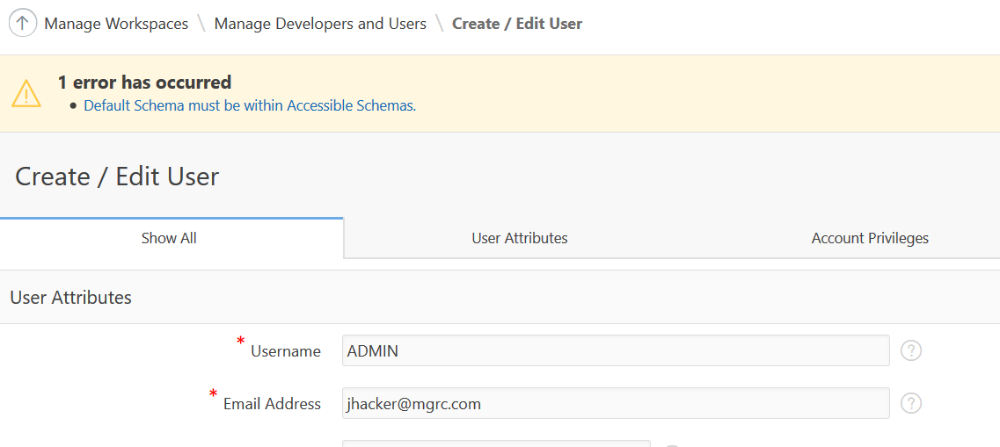 Manage Workspaces \ Manage Developers and Users \ Create / Edit User
1 error has occurred
• Default Schema must be within Accessible Schemas.
Create / Edit User
Show All User Attributes Account Privileges
User Attributes
* Username ADMIN ?
* Email Address jhacker@mgrc.com ?